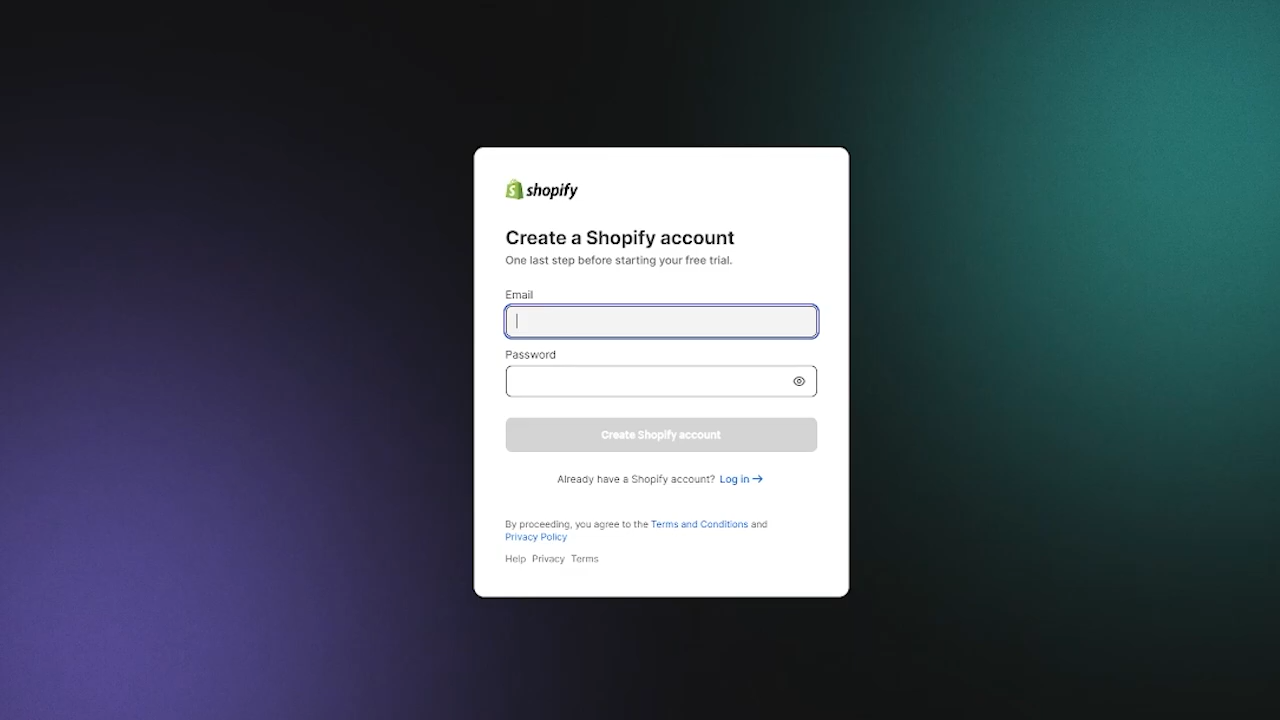 shopify
Create a Shopify account
One last step before starting your free trial.
Email
Password
Create Shopify account
Already have a Shopify account? Log in →
By proceeding, you agree to the Terms and Conditions and
Privacy Policy
Help Privacy Terms